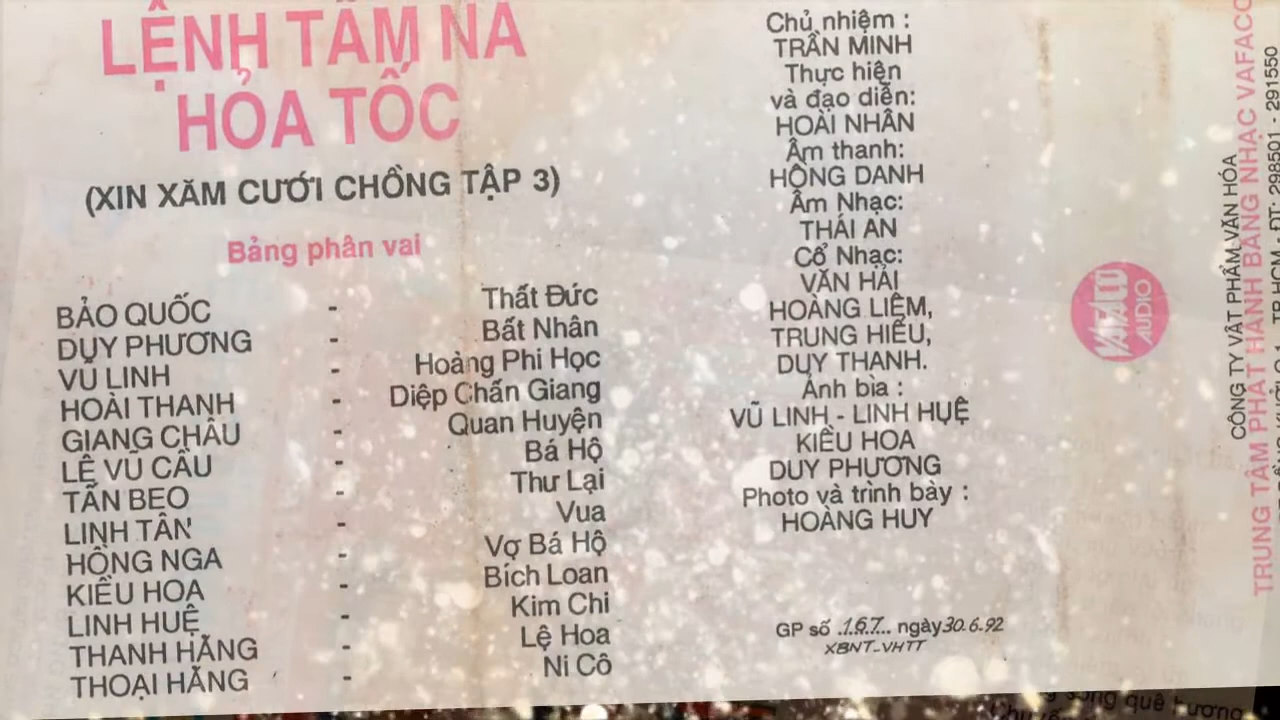 LỆNH TẦM NÃ
HỎA TỐC
(XIN XĂM CƯỚI CHỒNG TẬP 3)
Bảng phân vai
BẢO QUỐC - Thất Đức
DUY PHƯƠNG - Bất Nhân
VŨ LINH - Hoàng Phi Học
HOÀI THANH - Diệp Chấn Giang
GIANG CHÂU - Quan Huyện
LÊ VŨ CẦU - Bá Hộ
TẤN BEO - Thư Lại
LINH TÂN - Vua
HỒNG NGA - Vợ Bá Hộ
KIỀU HOA - Bích Loan
LINH HUỆ - Kim Chi
THANH HẰNG - Lệ Hoa
THOẠI HẰNG - Ni Cô
Chủ nhiệm :
TRẦN MINH
Thực hiện
và đạo diễn:
HOÀI NHÂN
Âm thanh:
HỒNG DANH
Âm Nhạc:
THÁI AN
Cổ Nhạc:
VĂN HẢI
HOÀNG LIÊM,
TRUNG HIẾU,
DUY THANH.
Ảnh bìa :
VŨ LINH - LINH HUỆ
KIỀU HOA
DUY PHƯƠNG
Photo và trình bày :
HOÀNG HUY
GP số .167... ngày 30.6.92
XBNT-VHTT
VAFACO
AUDIO
CÔNG TY VẬT PHẨM VĂN HÓA
TRUNG TÂM PHÁT HÀNH BĂNG NHẠC VAFACO
TP HCM - ĐT: 298501 - 291550
sông quê hương